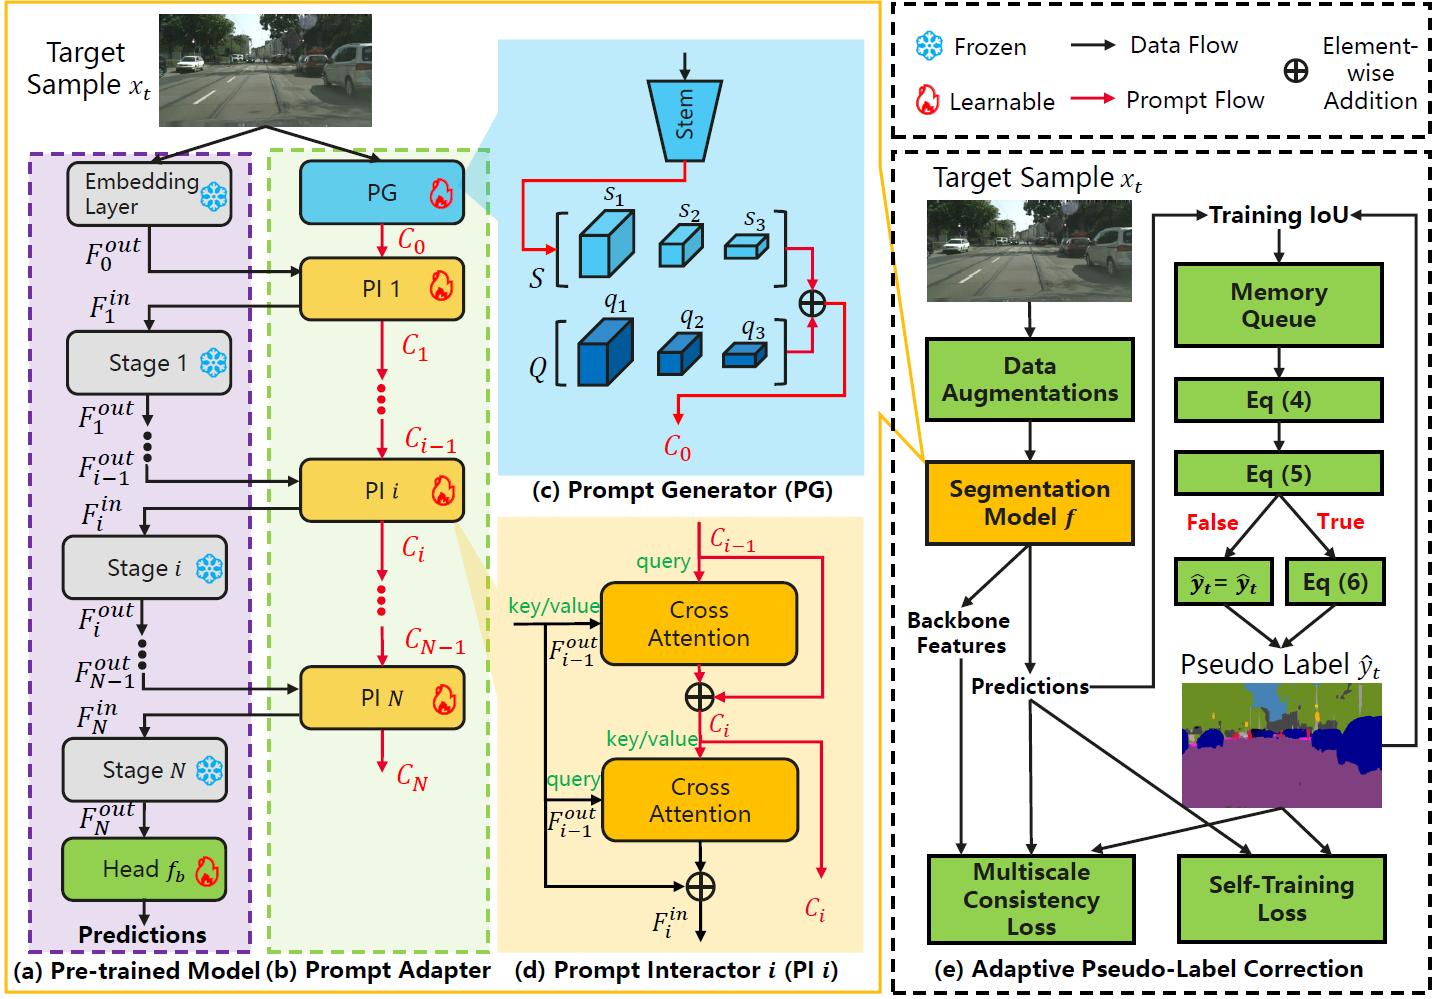 Target
Sample x_t
Embedding
Layer
F_0^{out}
F_1^{in}
Stage 1
F_1^{out}
F_{i-1}^{out}
F_i^{in}
Stage i
F_i^{out}
F_{N-1}^{out}
F_N^{in}
Stage N
F_N^{out}
Head f_b
Predictions
(a) Pre-trained Model
PG
C_0
PI 1
C_1
C_{i-1}
PI i
C_i
C_{N-1}
PI N
C_N
(b) Prompt Adapter
Stem
S
s_1
s_2
s_3
Q
q_1
q_2
q_3
C_0
(c) Prompt Generator (PG)
C_{i-1}
query
key/value
Cross
Attention
F_{i-1}^{out}
C_i
key/value
query
Cross
Attention
F_{i-1}^{out}
C_i
F_i^{in}
(d) Prompt Interactor i (PI i)
Frozen
Data Flow
Element-
wise
Addition
Learnable
Prompt Flow
Target Sample x_t
Data
Augmentations
Segmentation
Model f
Backbone
Features
Predictions
Training IoU
Memory
Queue
Eq (4)
Eq (5)
False
True
ŷ_t = ŷ_t
Eq (6)
Pseudo Label ŷ_t
Multiscale
Consistency
Loss
Self-Training
Loss
(e) Adaptive Pseudo-Label Correction